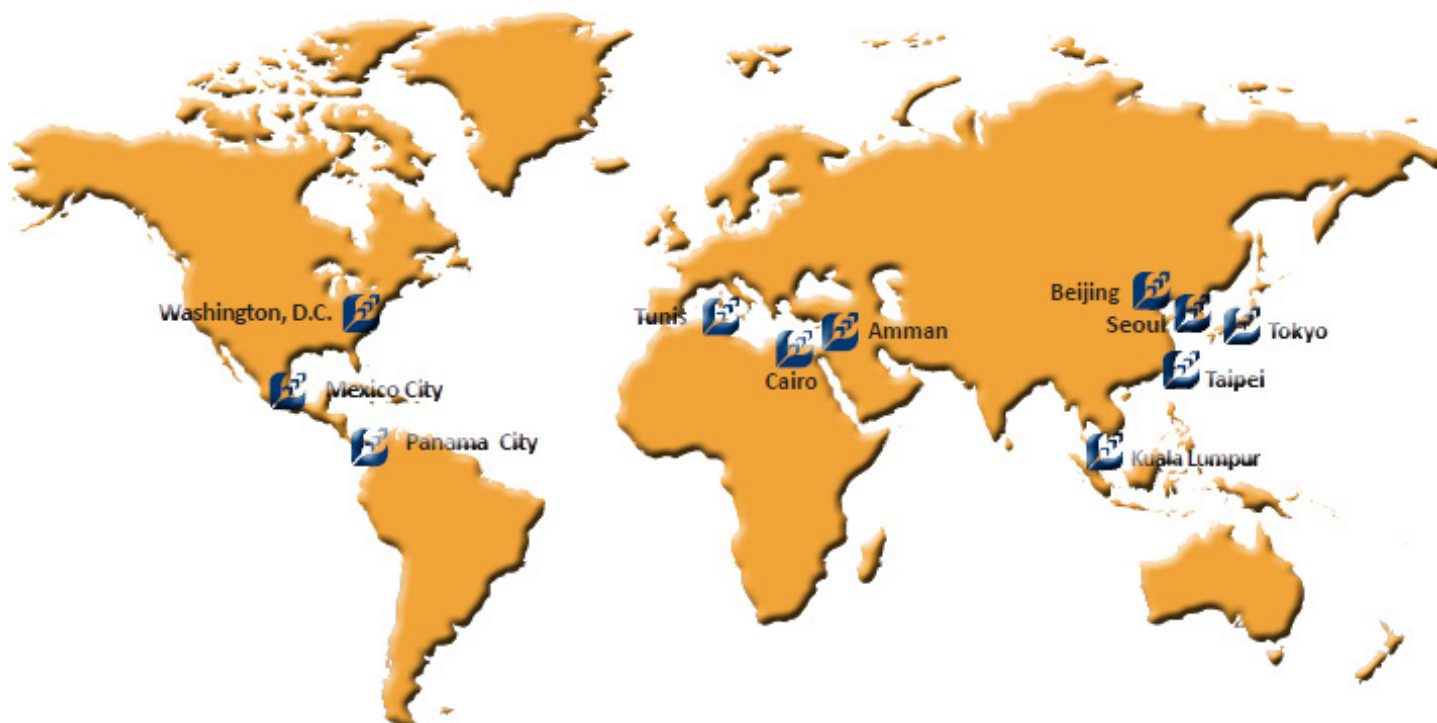 Beijing
Washington, D.C.
Tunis
Amman
Seoul
Tokyo
Cairo
Taipei
Mexico City
Panama City
Kuala Lumpur